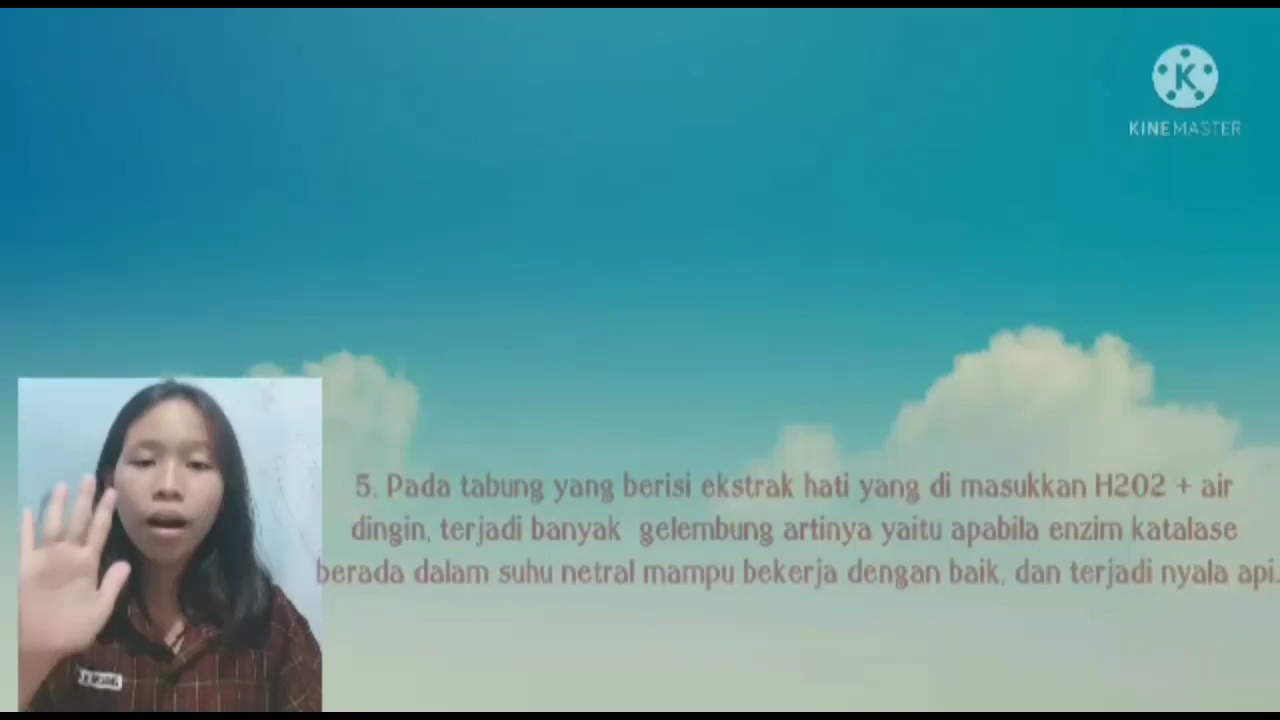 K
KINEMASTER
5. Pada tabung yang berisi ekstrak hati yang di masukkan H2O2 + air
dingin, terjadi banyak gelembung artinya yaitu apabila enzim katalase
berada dalam suhu netral mampu bekerja dengan baik, dan terjadi nyala api.